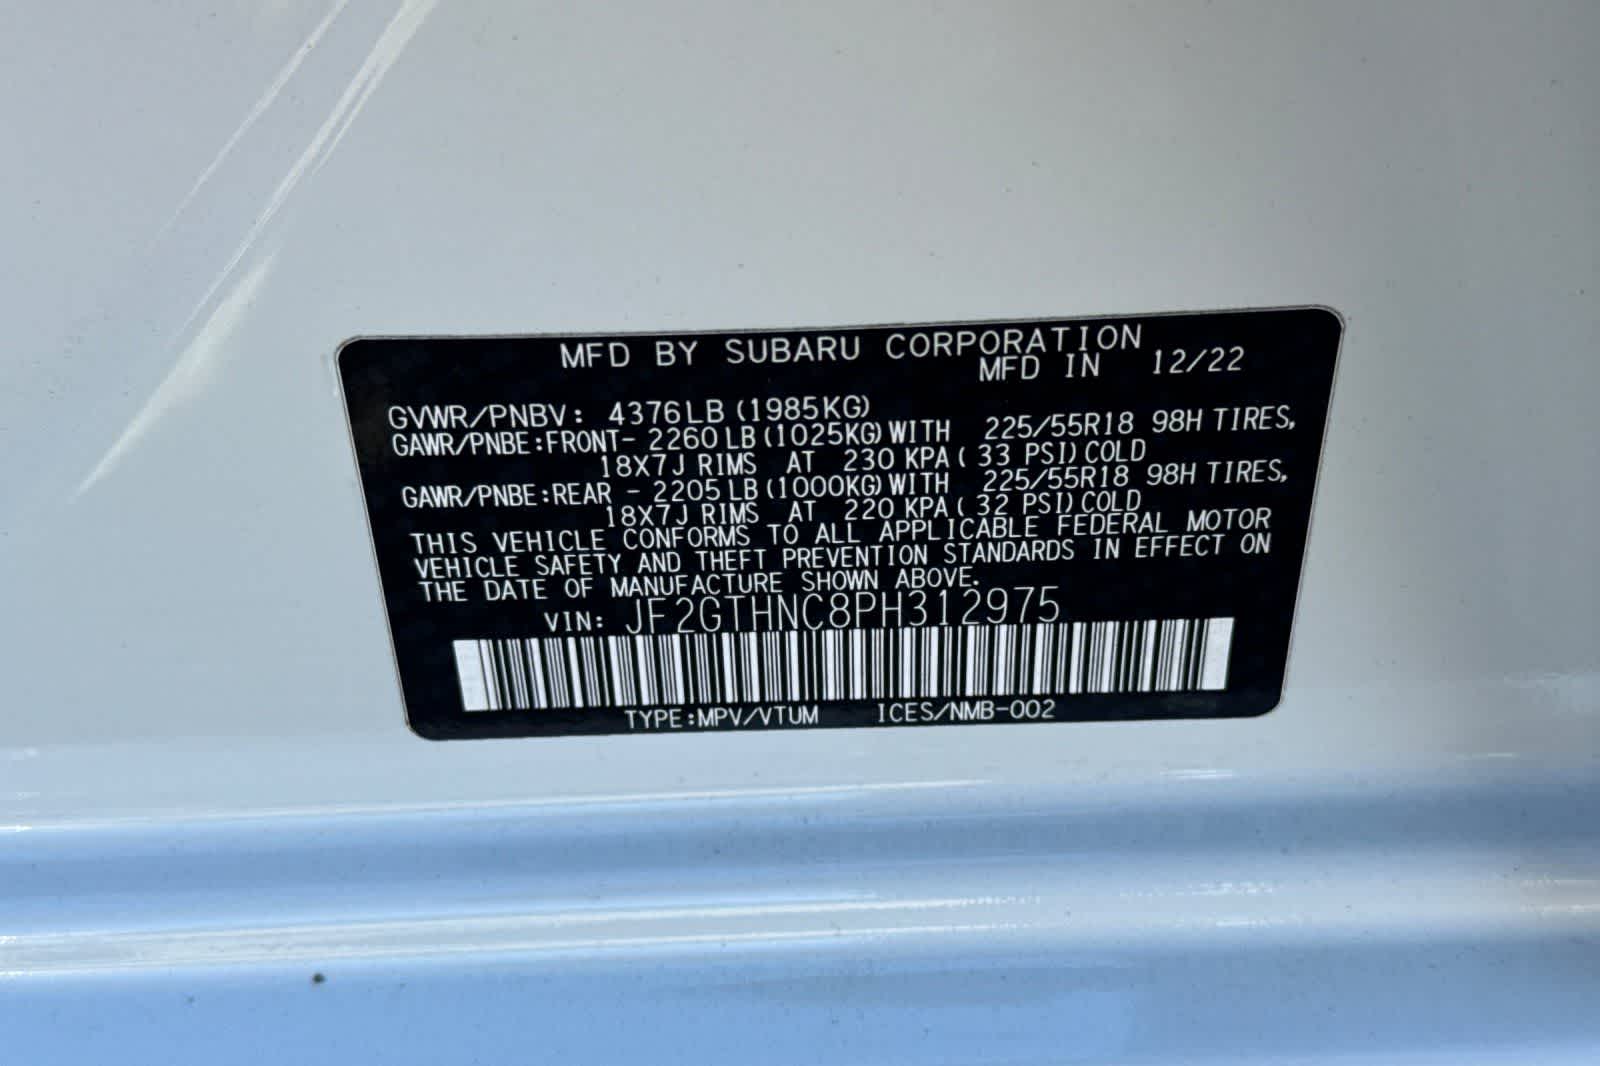 MFD BY SUBARU CORPORATION
MFD IN 12/22
GVWR/PNBV: 4376LB (1985KG)
GAWR/PNBE:FRONT- 2260LB (1025KG) WITH 225/55R18 98H TIRES,
18X7J RIMS AT 230 KPA ( 33 PSI) COLD
GAWR/PNBE:REAR - 2205LB (1000KG) WITH 225/55R18 98H TIRES,
18X7J RIMS AT 220 KPA ( 32 PSI) COLD
THIS VEHICLE CONFORMS TO ALL APPLICABLE FEDERAL MOTOR
VEHICLE SAFETY AND THEFT PREVENTION STANDARDS IN EFFECT ON
THE DATE OF MANUFACTURE SHOWN ABOVE.
VIN: JF2GTHNC8PH312975
TYPE:MPV/VTUM ICES/NMB-002